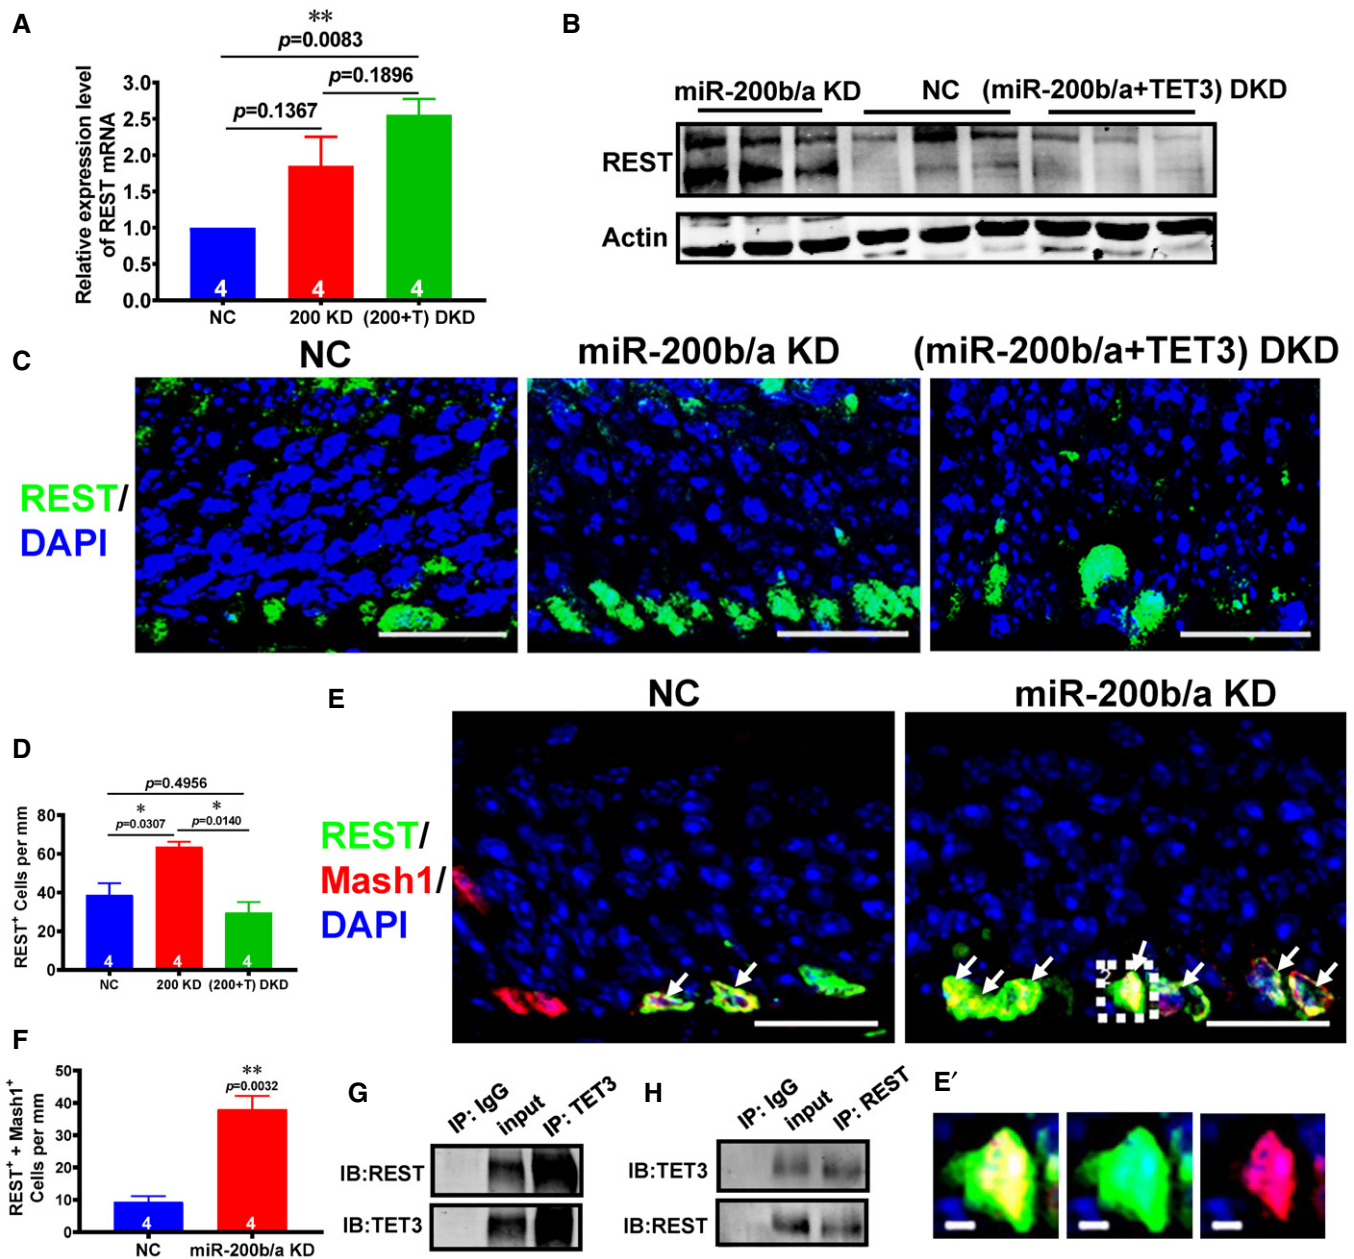 A
**
p=0.0083
p=0.1896
p=0.1367
Relative expression level
of REST mRNA
3.0
2.5
2.0
1.5
1.0
0.5
0.0
4
4
4
NC
200 KD
(200+T) DKD
B
miR-200b/a KD
NC
(miR-200b/a+TET3) DKD
REST
Actin
C
NC
miR-200b/a KD
(miR-200b/a+TET3) DKD
REST/
DAPI
D
p=0.4956
*
p=0.0307
*
p=0.0140
REST+ Cells per mm
80
60
40
20
0
4
4
4
NC
200 KD
(200+T) DKD
E
NC
miR-200b/a KD
REST/
Mash1/
DAPI
F
**
p=0.0032
REST+ + Mash1+
Cells per mm
50
40
30
20
10
0
4
4
NC
miR-200b/a KD
G
IP: IgG
input
IP: TET3
IB:REST
IB:TET3
H
IP: IgG
input
IP: REST
IB:TET3
IB:REST
E′